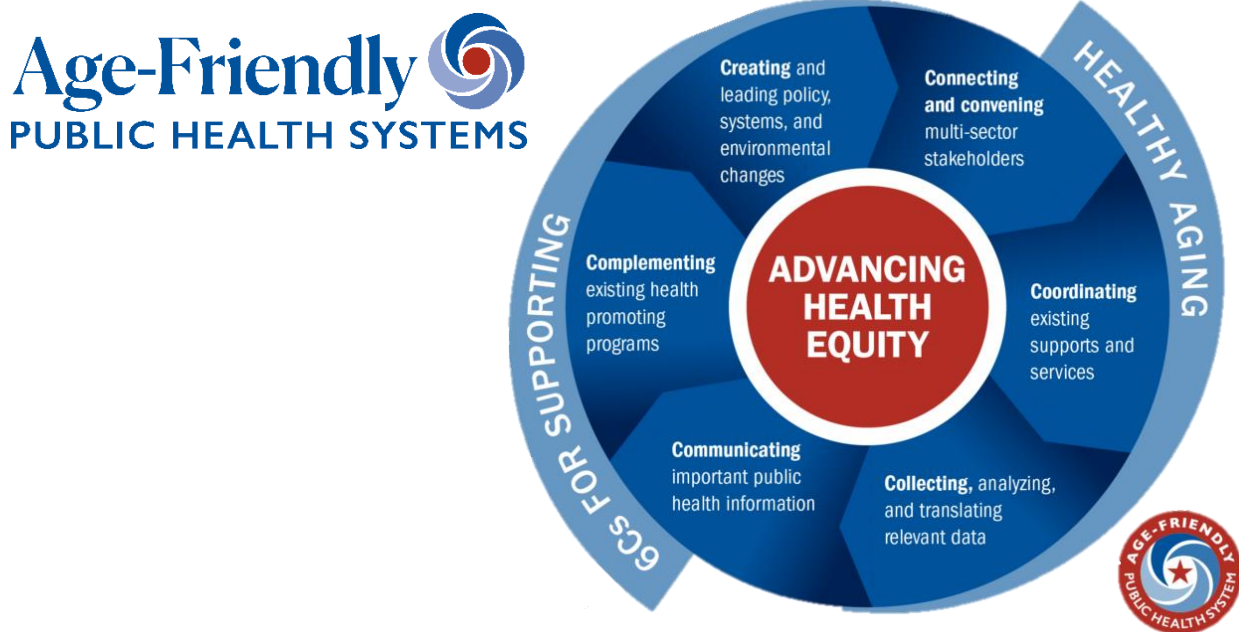 Age-Friendly
PUBLIC HEALTH SYSTEMS
6Cs FOR SUPPORTING
HEALTHY AGING
Creating and
leading policy,
systems, and
environmental
changes
Connecting
and convening
multi-sector
stakeholders
Coordinating
existing
supports and
services
Collecting, analyzing,
and translating
relevant data
Communicating
important public
health information
Complementing
existing health
promoting
programs
ADVANCING
HEALTH
EQUITY
AGE-FRIENDLY
PUBLIC HEALTH SYSTEM